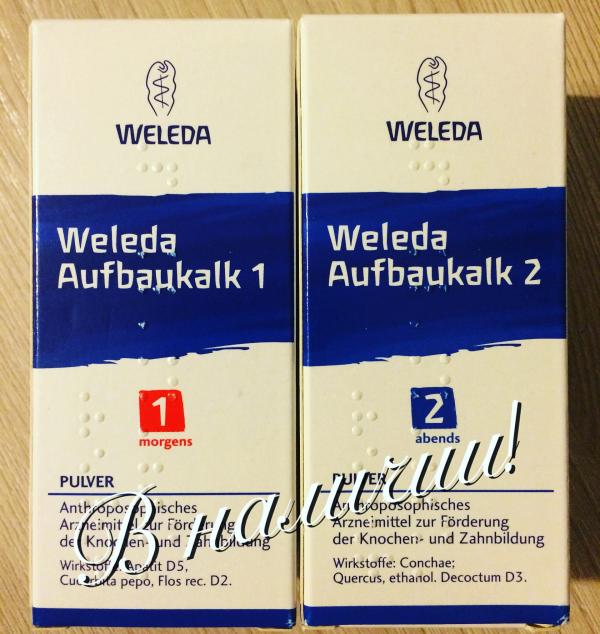 WELEDA
Weleda
Aufbaukalk 1
1
morgens
PULVER
Anthroposophisches
Arzneimittel zur Förderung
der Knochen- und Zahnbildung
Wirkstoffe: Apatit D5,
Cucurbita pepo, Flos rec. D2.
WELEDA
Weleda
Aufbaukalk 2
2
abends
PULVER
Anthroposophisches
Arzneimittel zur Förderung
der Knochen- und Zahnbildung
Wirkstoffe: Conchae;
Quercus, ethanol. Decoctum D3.
В наличии!